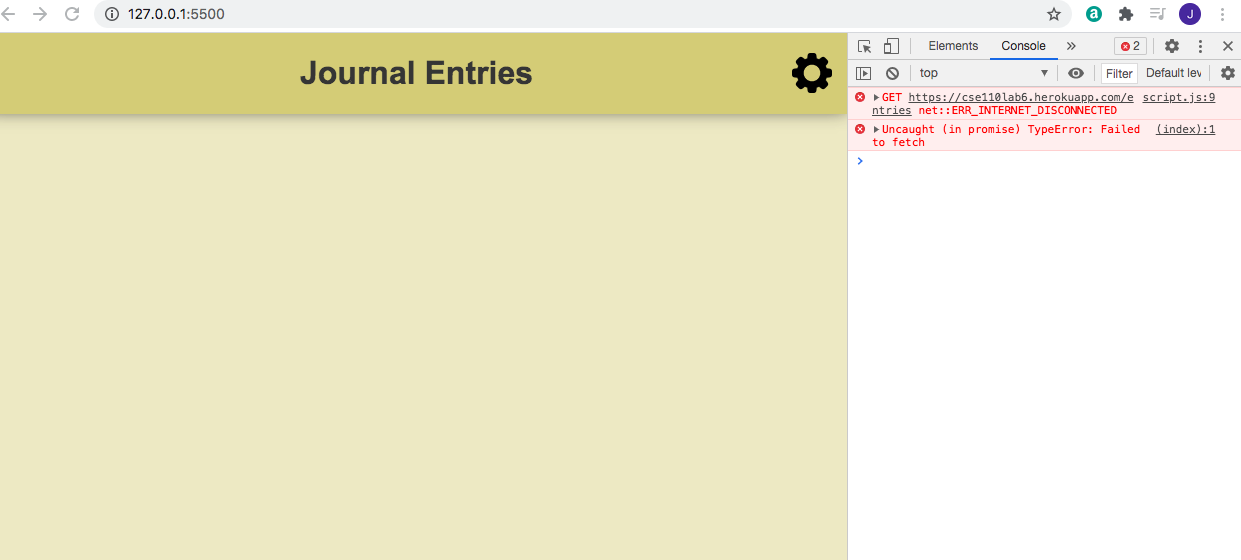 127.0.0.1:5500
J
Journal Entries
Elements Console » 2
top Filter Default lev
GET https://cse110lab6.herokuapp.com/e script.js:9
ntries net::ERR_INTERNET_DISCONNECTED
Uncaught (in promise) TypeError: Failed (index):1
to fetch